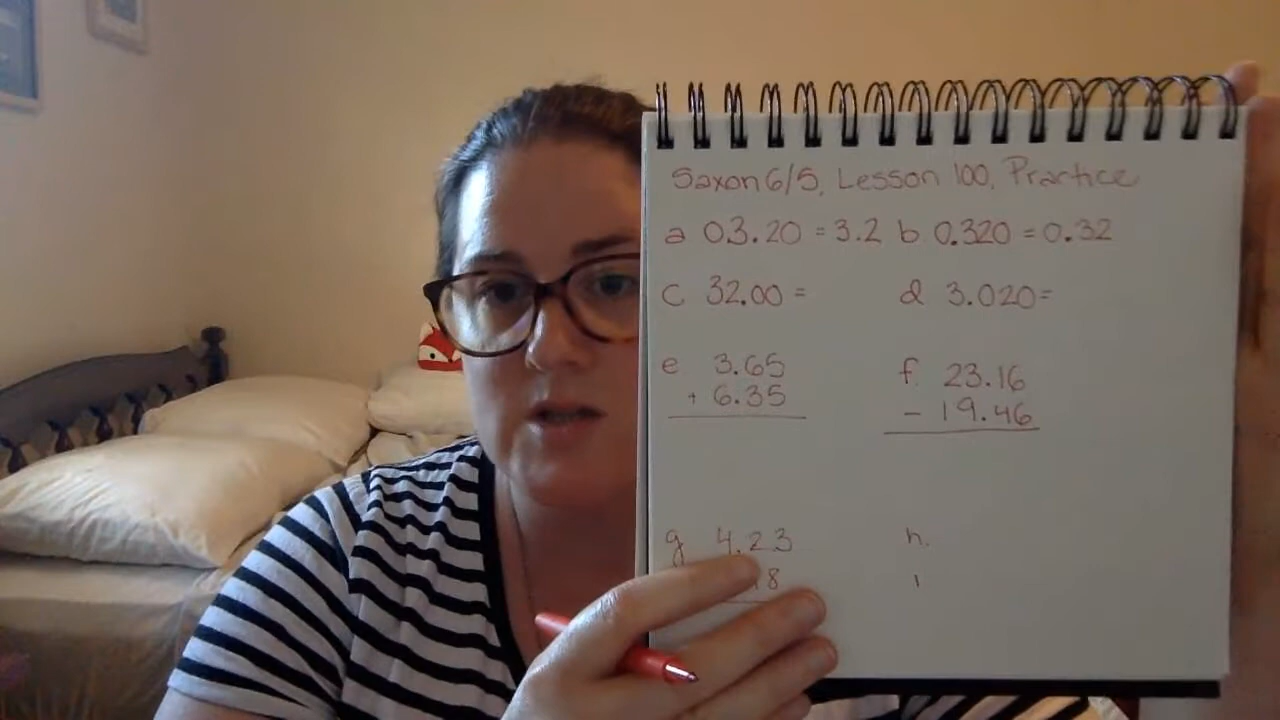 Saxon 6/5, Lesson 100, Practice
a 03.20 = 3.2 b 0.320 = 0.32
c 32.00 = d 3.020=
e 3.65 f. 23.16
+ 6.35 - 19.46
g 4.23 h.
18 i